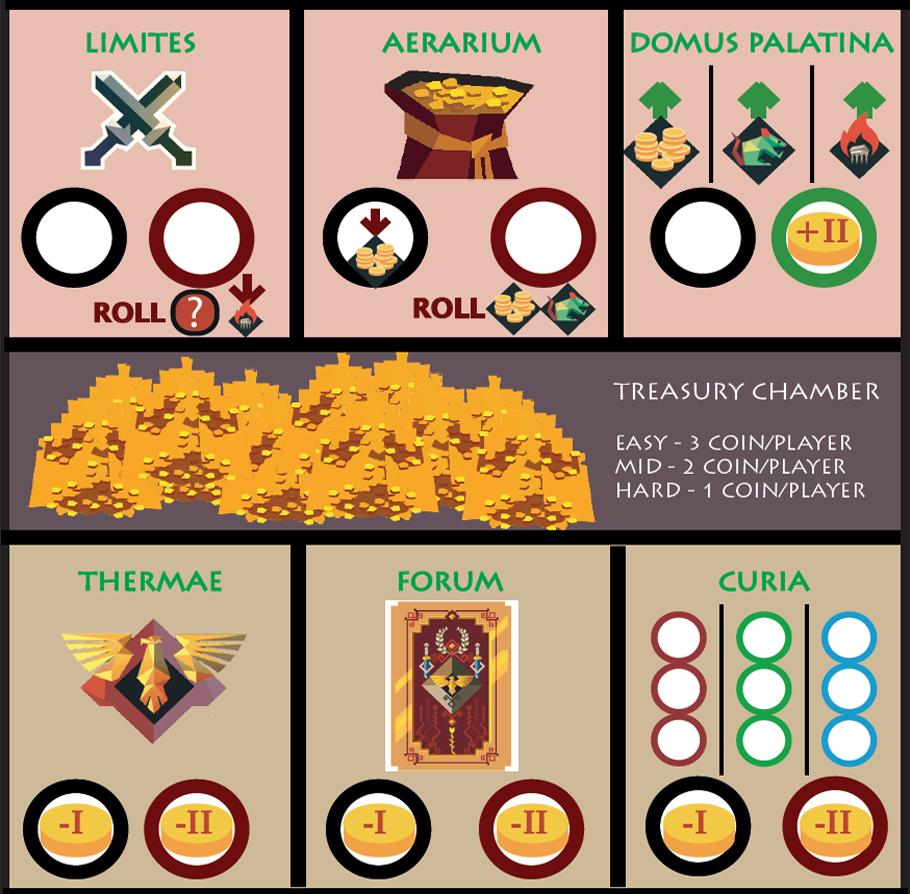 LIMITES
AERARIUM
DOMUS PALATINA
+II
ROLL ?
ROLL
TREASURY CHAMBER
EASY - 3 COIN/PLAYER
MID - 2 COIN/PLAYER
HARD - 1 COIN/PLAYER
THERMAE
FORUM
CURIA
-I
-II
-I
-II
-I
-II